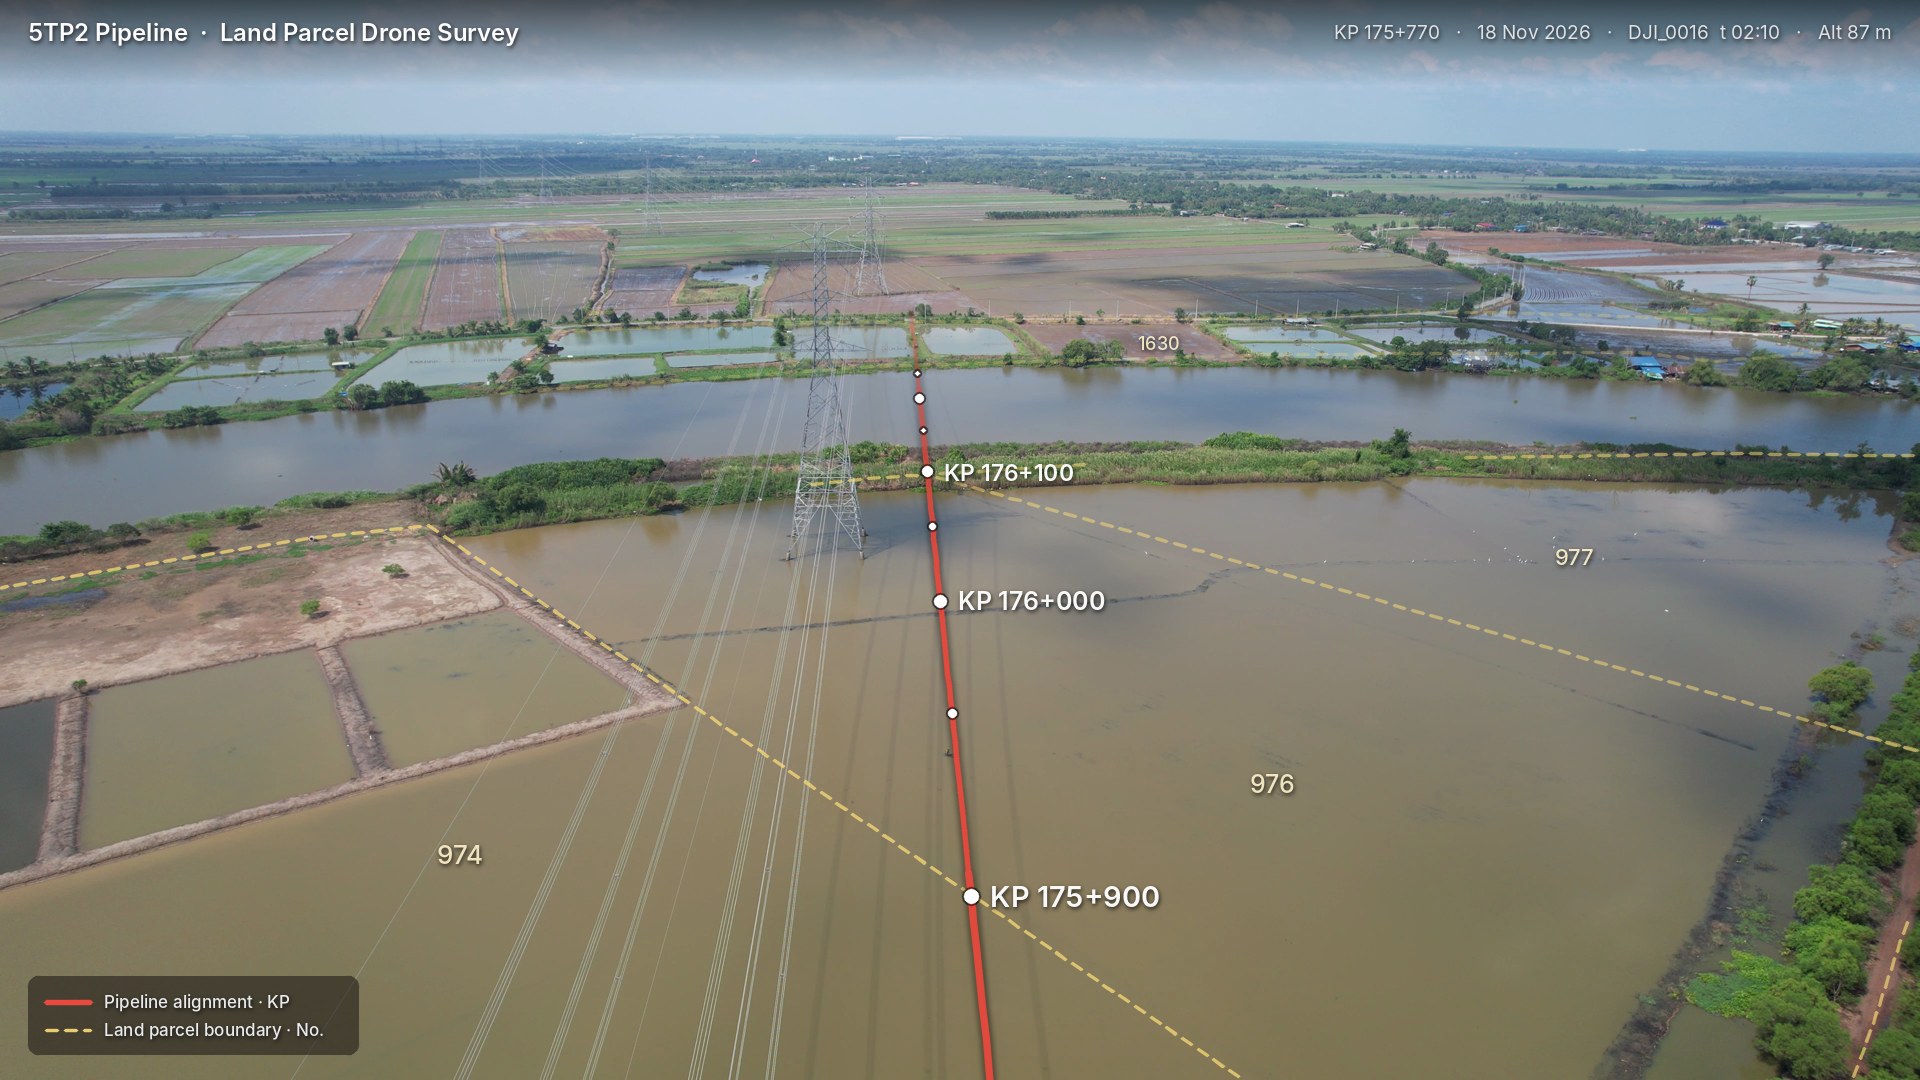 5TP2 Pipeline · Land Parcel Drone Survey
KP 175+770 · 18 Nov 2026 · DJI_0016 t 02:10 · Alt 87 m
1630
KP 176+100
977
KP 176+000
976
974
KP 175+900
Pipeline alignment · KP
Land parcel boundary · No.